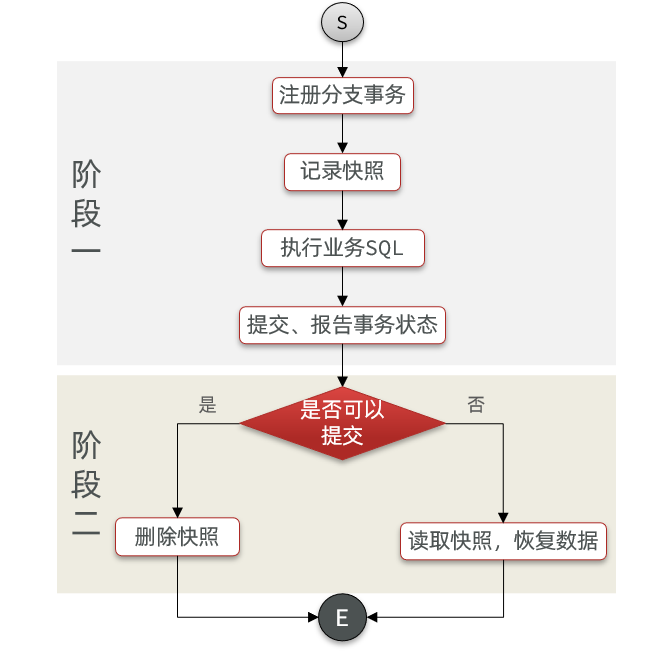 S
注册分支事务
记录快照
阶段一
执行业务SQL
提交、报告事务状态
是否可以
提交
是
否
阶段二
删除快照
读取快照，恢复数据
E